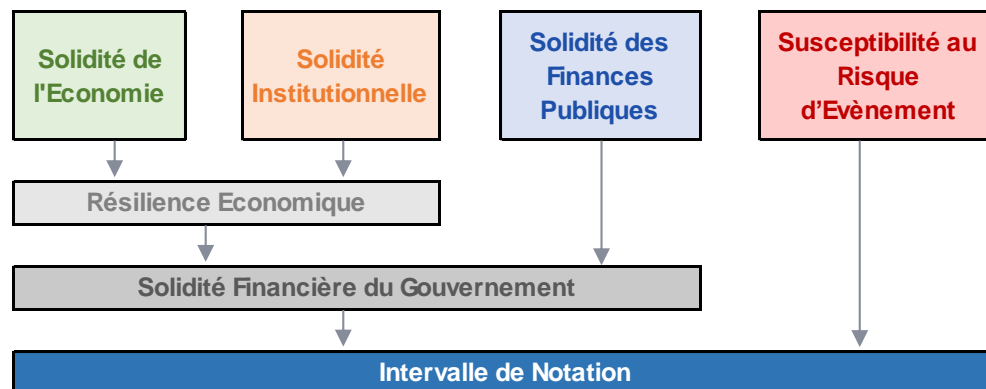 Solidité de
l'Economie
Solidité
Institutionnelle
Solidité des
Finances
Publiques
Susceptibilité au
Risque
d’Evènement
Résilience Economique
Solidité Financière du Gouvernement
Intervalle de Notation